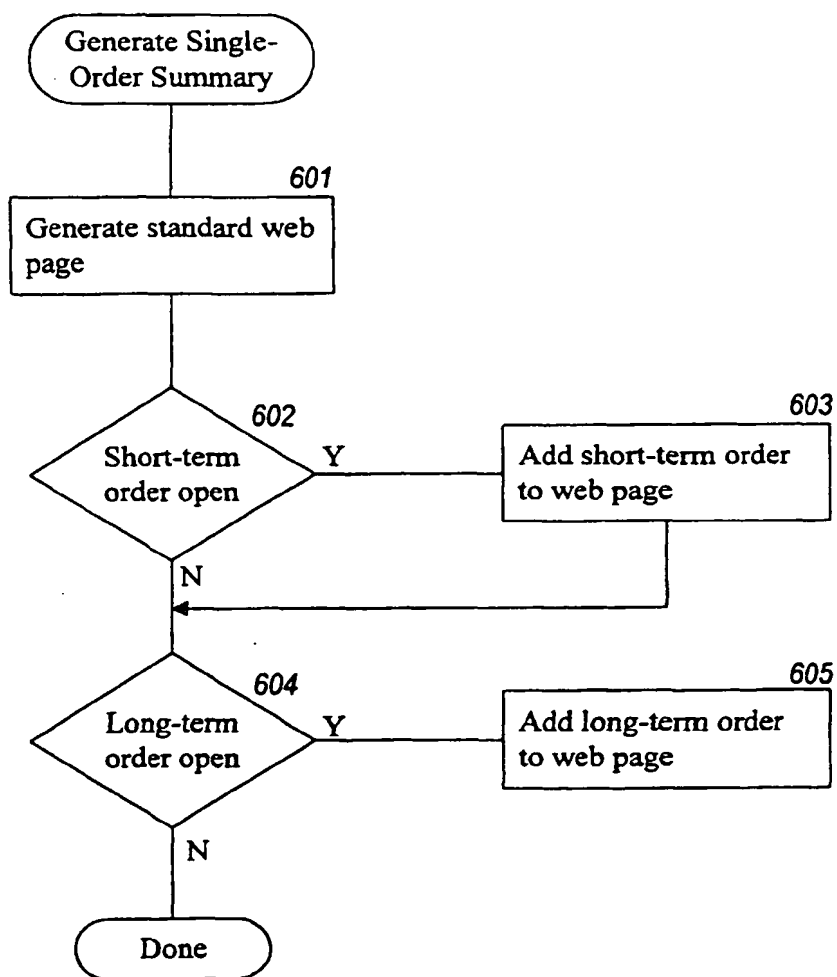 Generate Single-
Order Summary
601
Generate standard web
page
602
Short-term
order open
Y
N
603
Add short-term order
to web page
604
Long-term
order open
Y
N
605
Add long-term order
to web page
Done